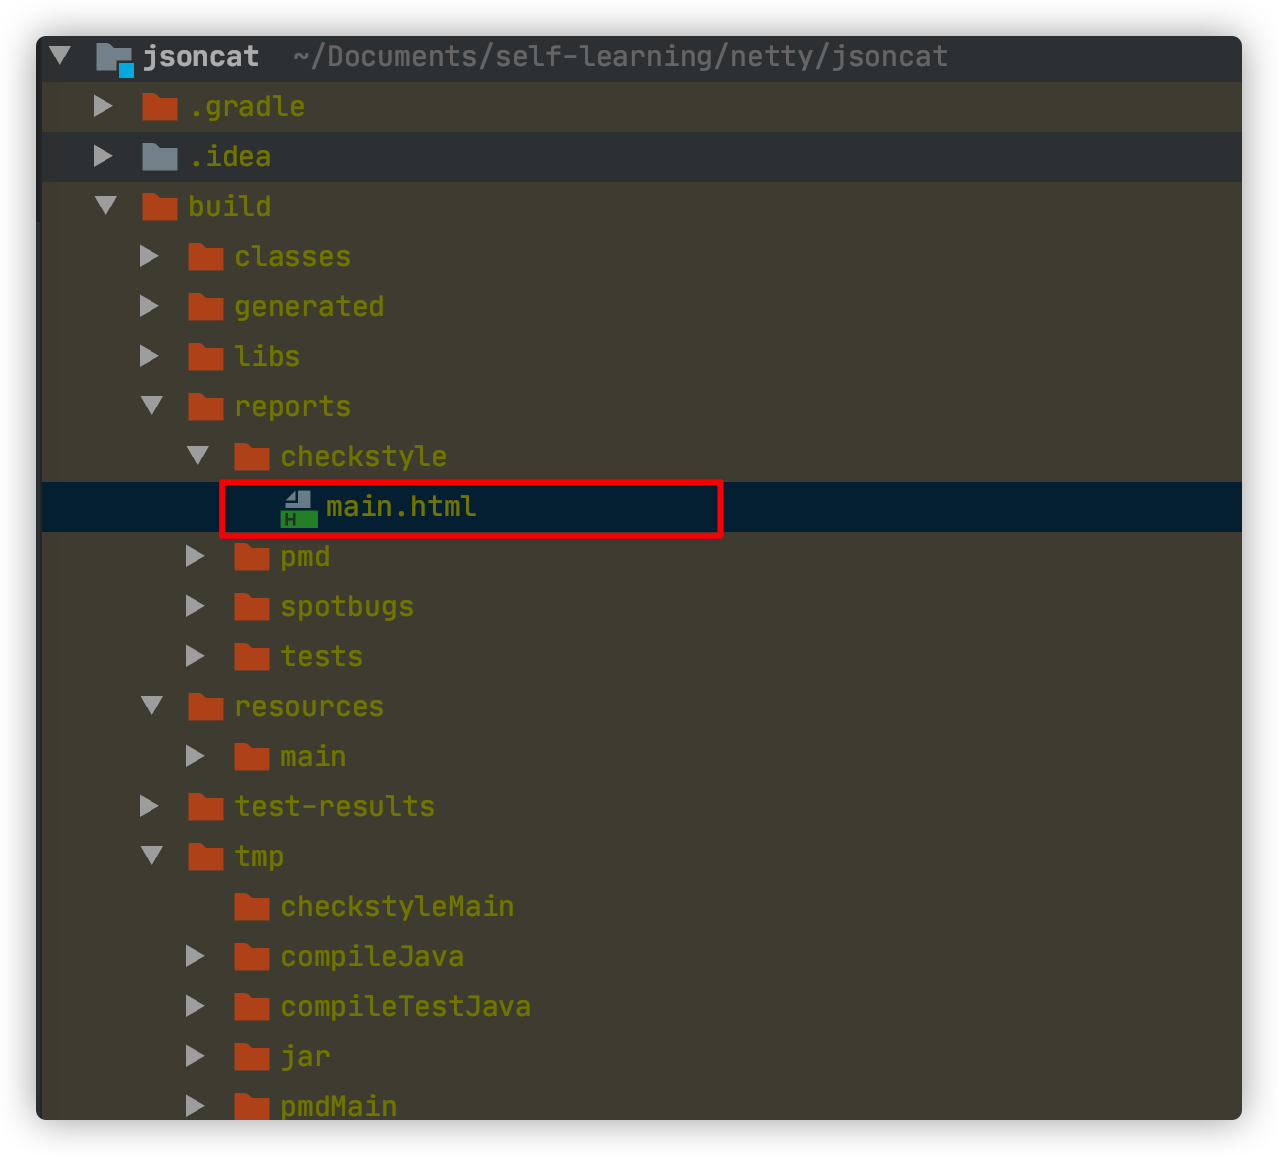 jsoncat ~/Documents/self-learning/netty/jsoncat
.gradle
.idea
build
classes
generated
libs
reports
checkstyle
H main.html
pmd
spotbugs
tests
resources
main
test-results
tmp
checkstyleMain
compileJava
compileTestJava
jar
pmdMain